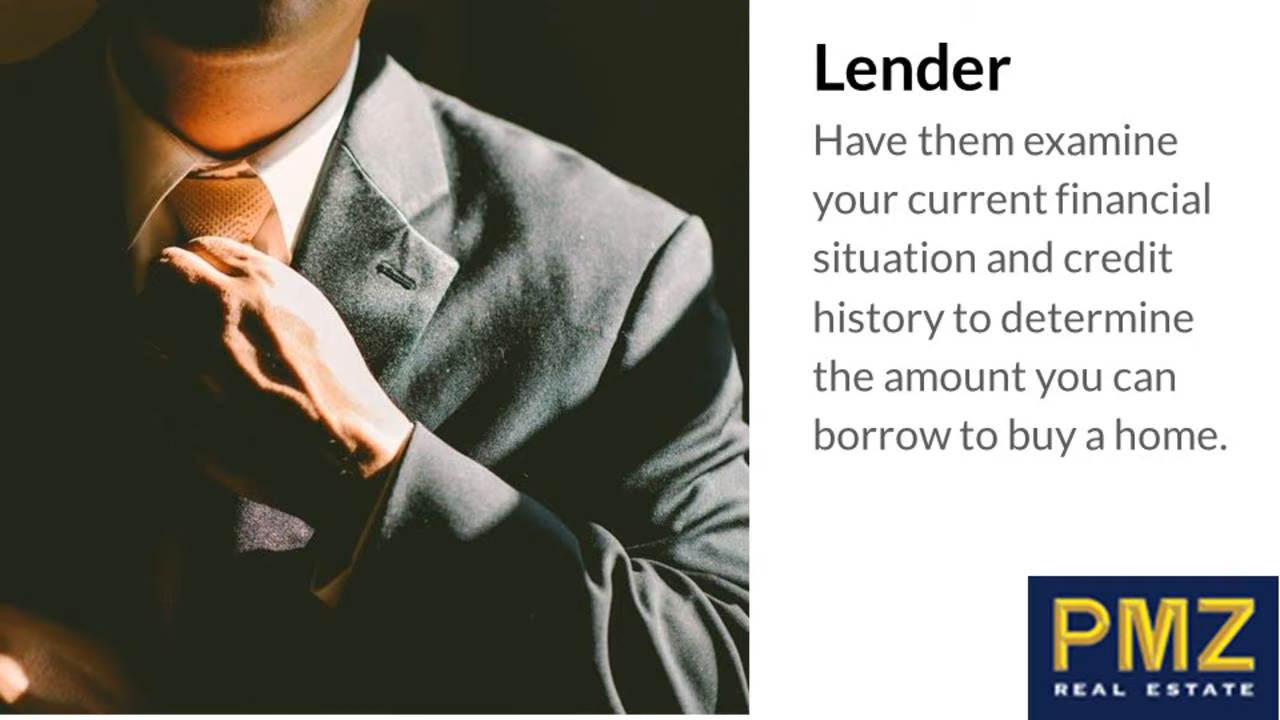 Lender
Have them examine
your current financial
situation and credit
history to determine
the amount you can
borrow to buy a home.
PMZ
REAL ESTATE